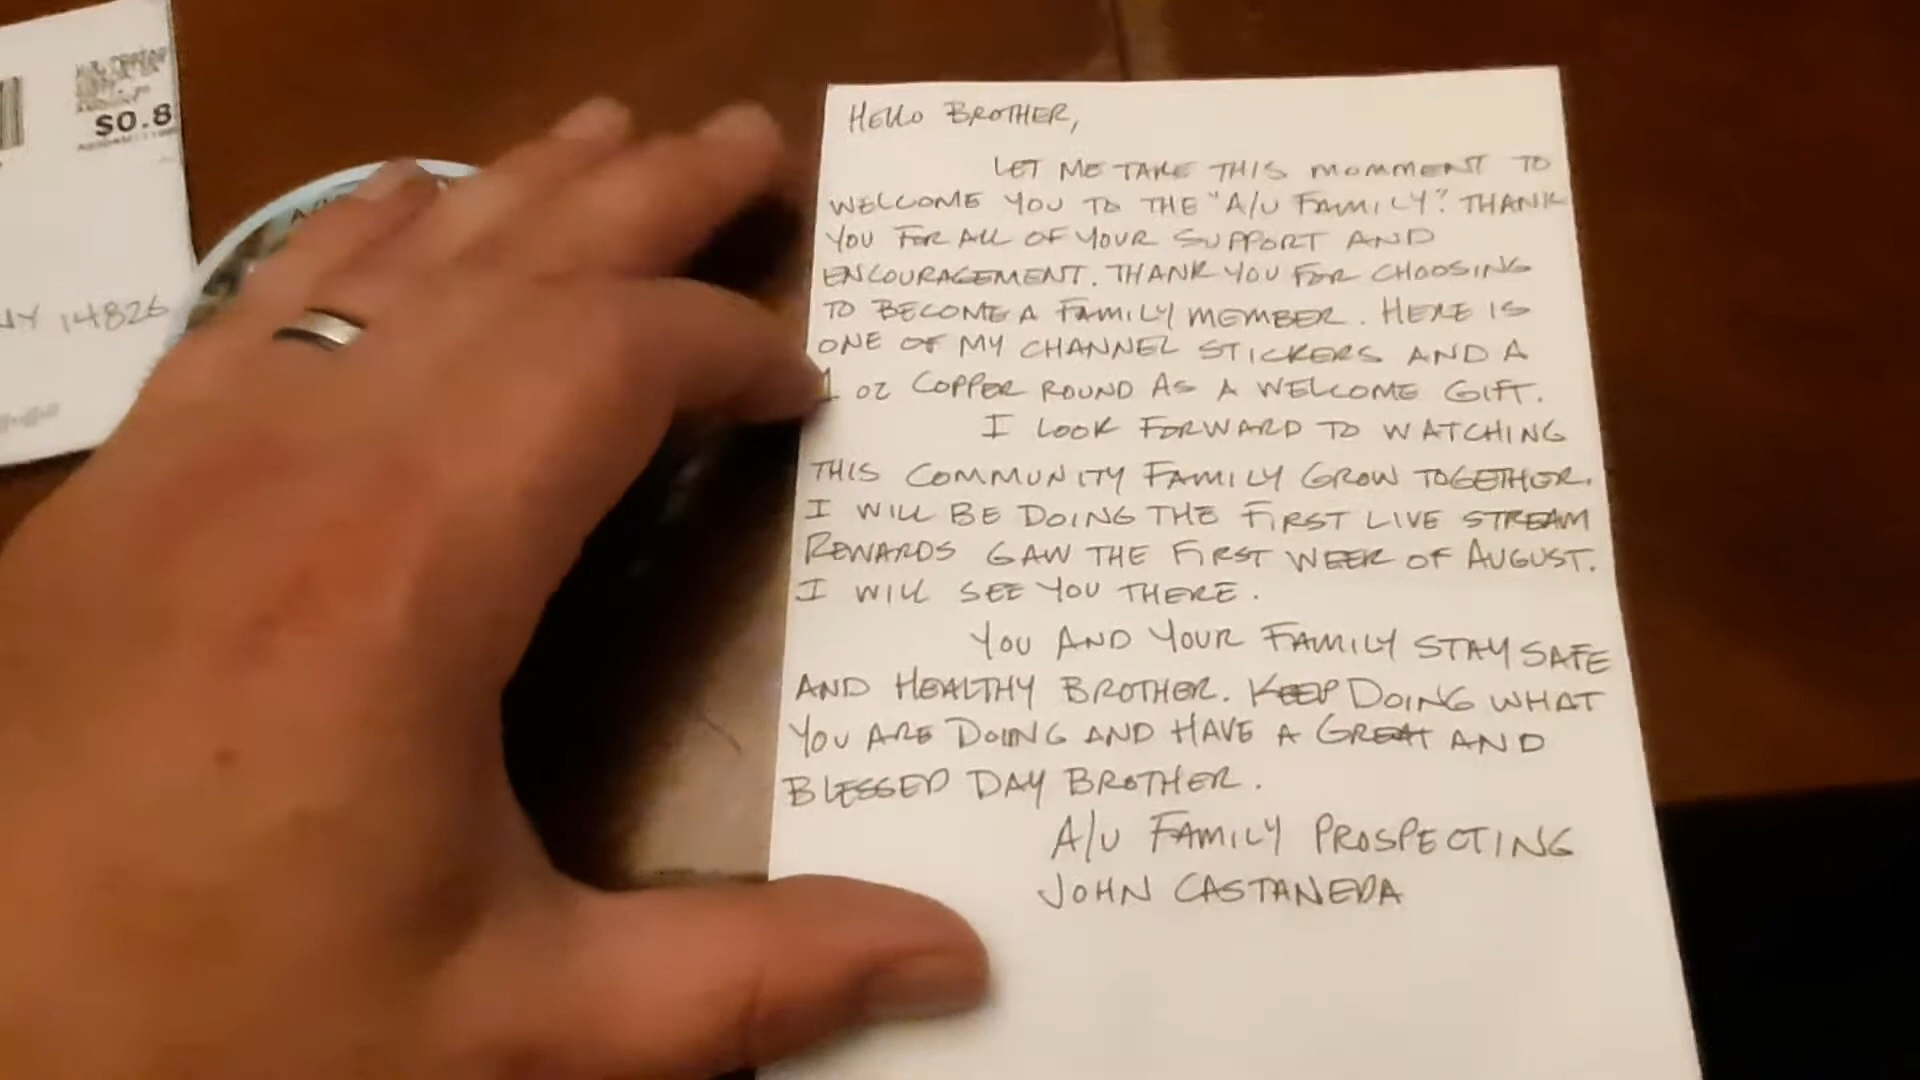 $0.8
NY 14826
HELLO BROTHER,
LET ME TAKE THIS MOMMENT TO
WELCOME YOU TO THE "A/U FAMILY". THANK
YOU FOR ALL OF YOUR SUPPORT AND
ENCOURAGEMENT. THANK YOU FOR CHOOSING
TO BECOME A FAMILY MEMBER. HERE IS
ONE OF MY CHANNEL STICKERS AND A
1 OZ COPPER ROUND AS A WELCOME GIFT.
I LOOK FORWARD TO WATCHING
THIS COMMUNITY FAMILY GROW TOGETHER.
I WILL BE DOING THE FIRST LIVE STREAM
REWARDS GAW THE FIRST WEEK OF AUGUST.
I WILL SEE YOU THERE.
YOU AND YOUR FAMILY STAY SAFE
AND HEALTHY BROTHER. KEEP DOING WHAT
YOU ARE DOING AND HAVE A GREAT AND
BLESSED DAY BROTHER.
A/U FAMILY PROSPECTING
JOHN CASTANEDA